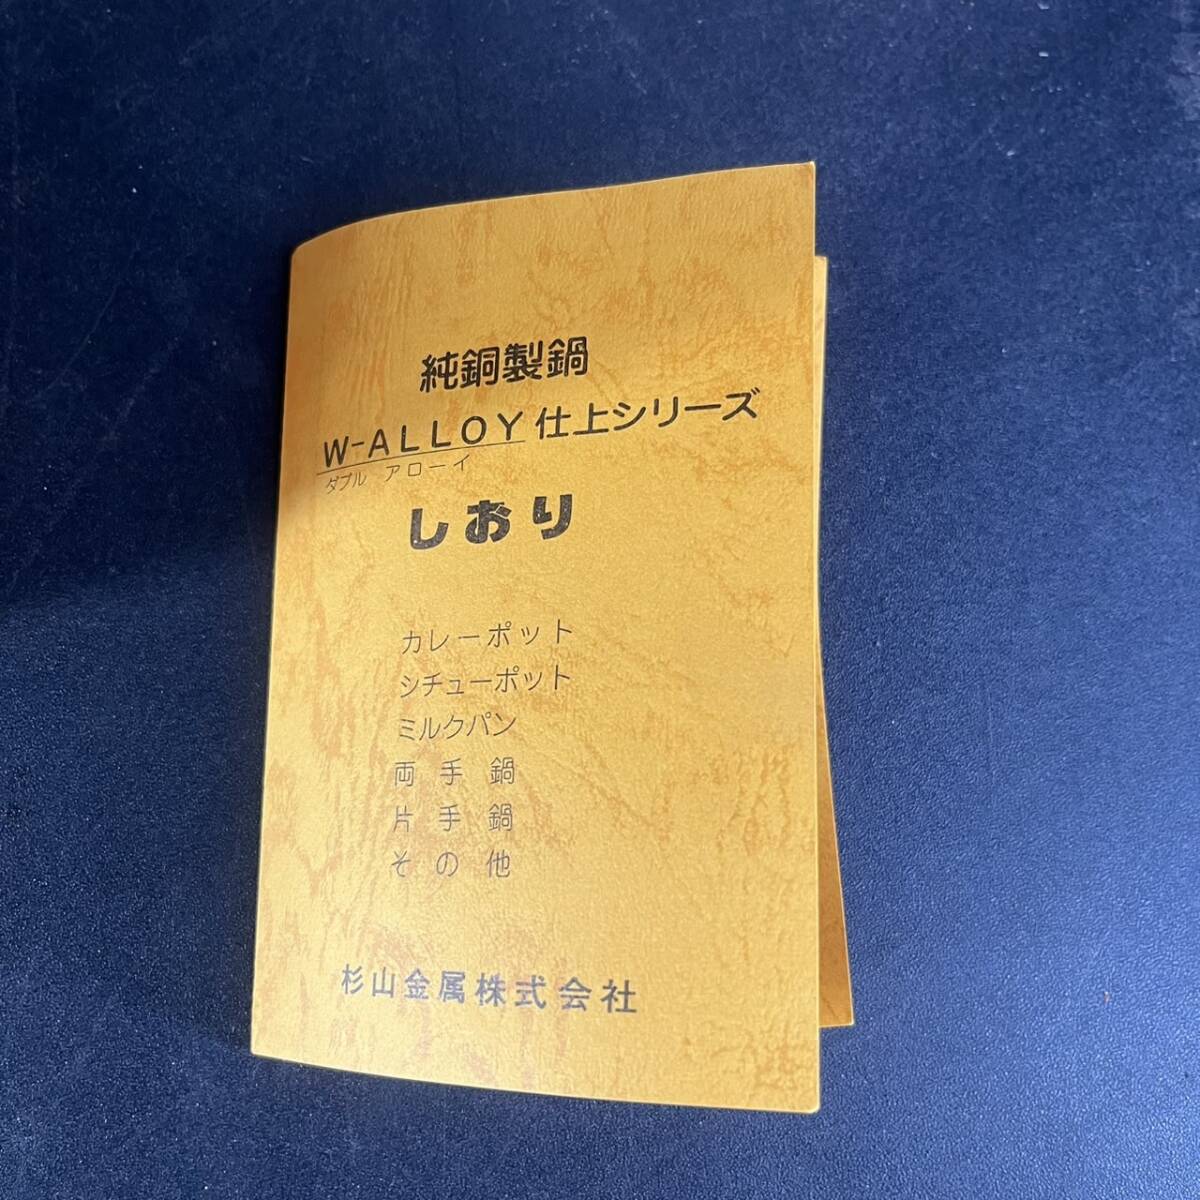 純銅製鍋
W-ALLOY仕上シリーズ
ダブル アローイ
しおり
カレーポット
シチューポット
ミルクパン
両手鍋
片手鍋
その他
杉山金属株式会社